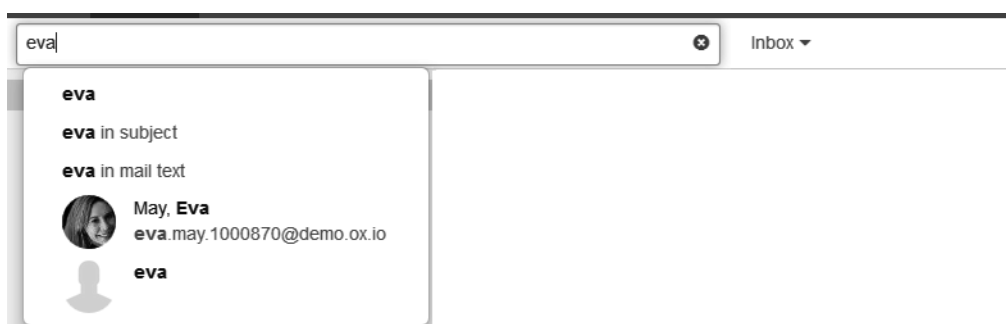 eva
Inbox
eva
eva in subject
eva in mail text
May, Eva
eva.may.1000870@demo.ox.io
eva